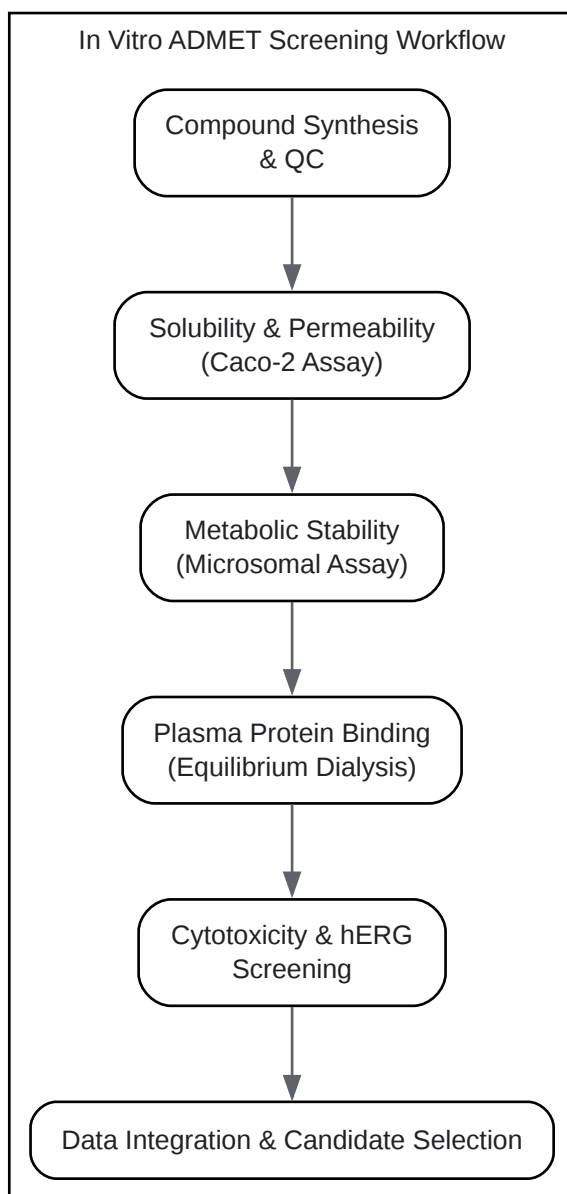 In Vitro ADMET Screening Workflow
Compound Synthesis
& QC
Solubility & Permeability
(Caco-2 Assay)
Metabolic Stability
(Microsomal Assay)
Plasma Protein Binding
(Equilibrium Dialysis)
Cytotoxicity & hERG
Screening
Data Integration & Candidate Selection